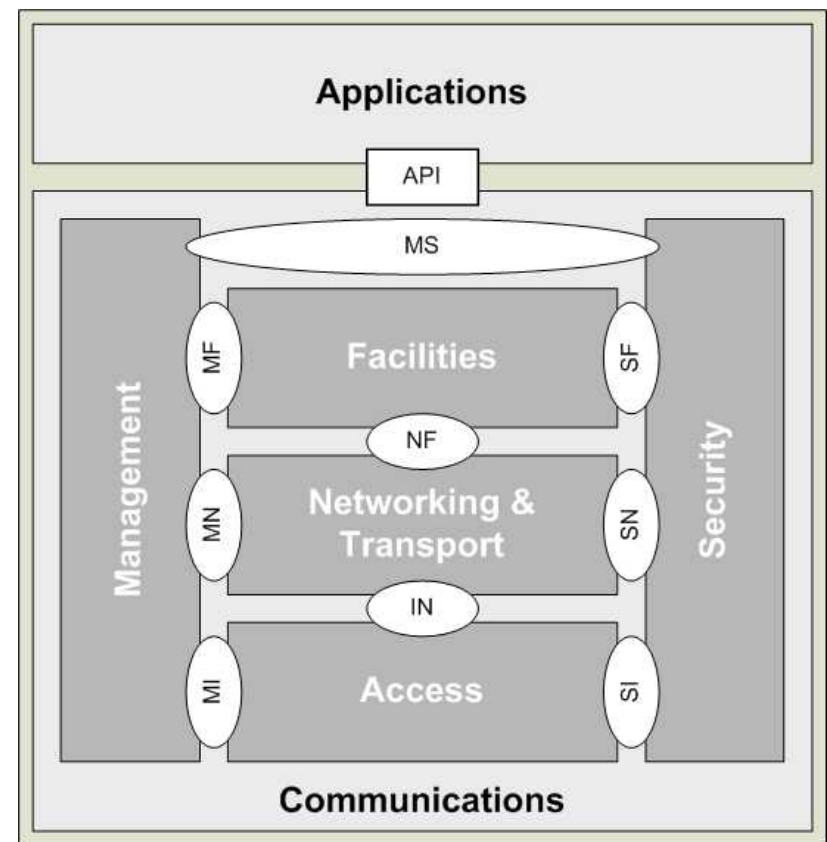 Applications
API
MS
Management
MF
Facilities
SF
Security
NF
MN
Networking &
Transport
SN
IN
MI
Access
SI
Communications